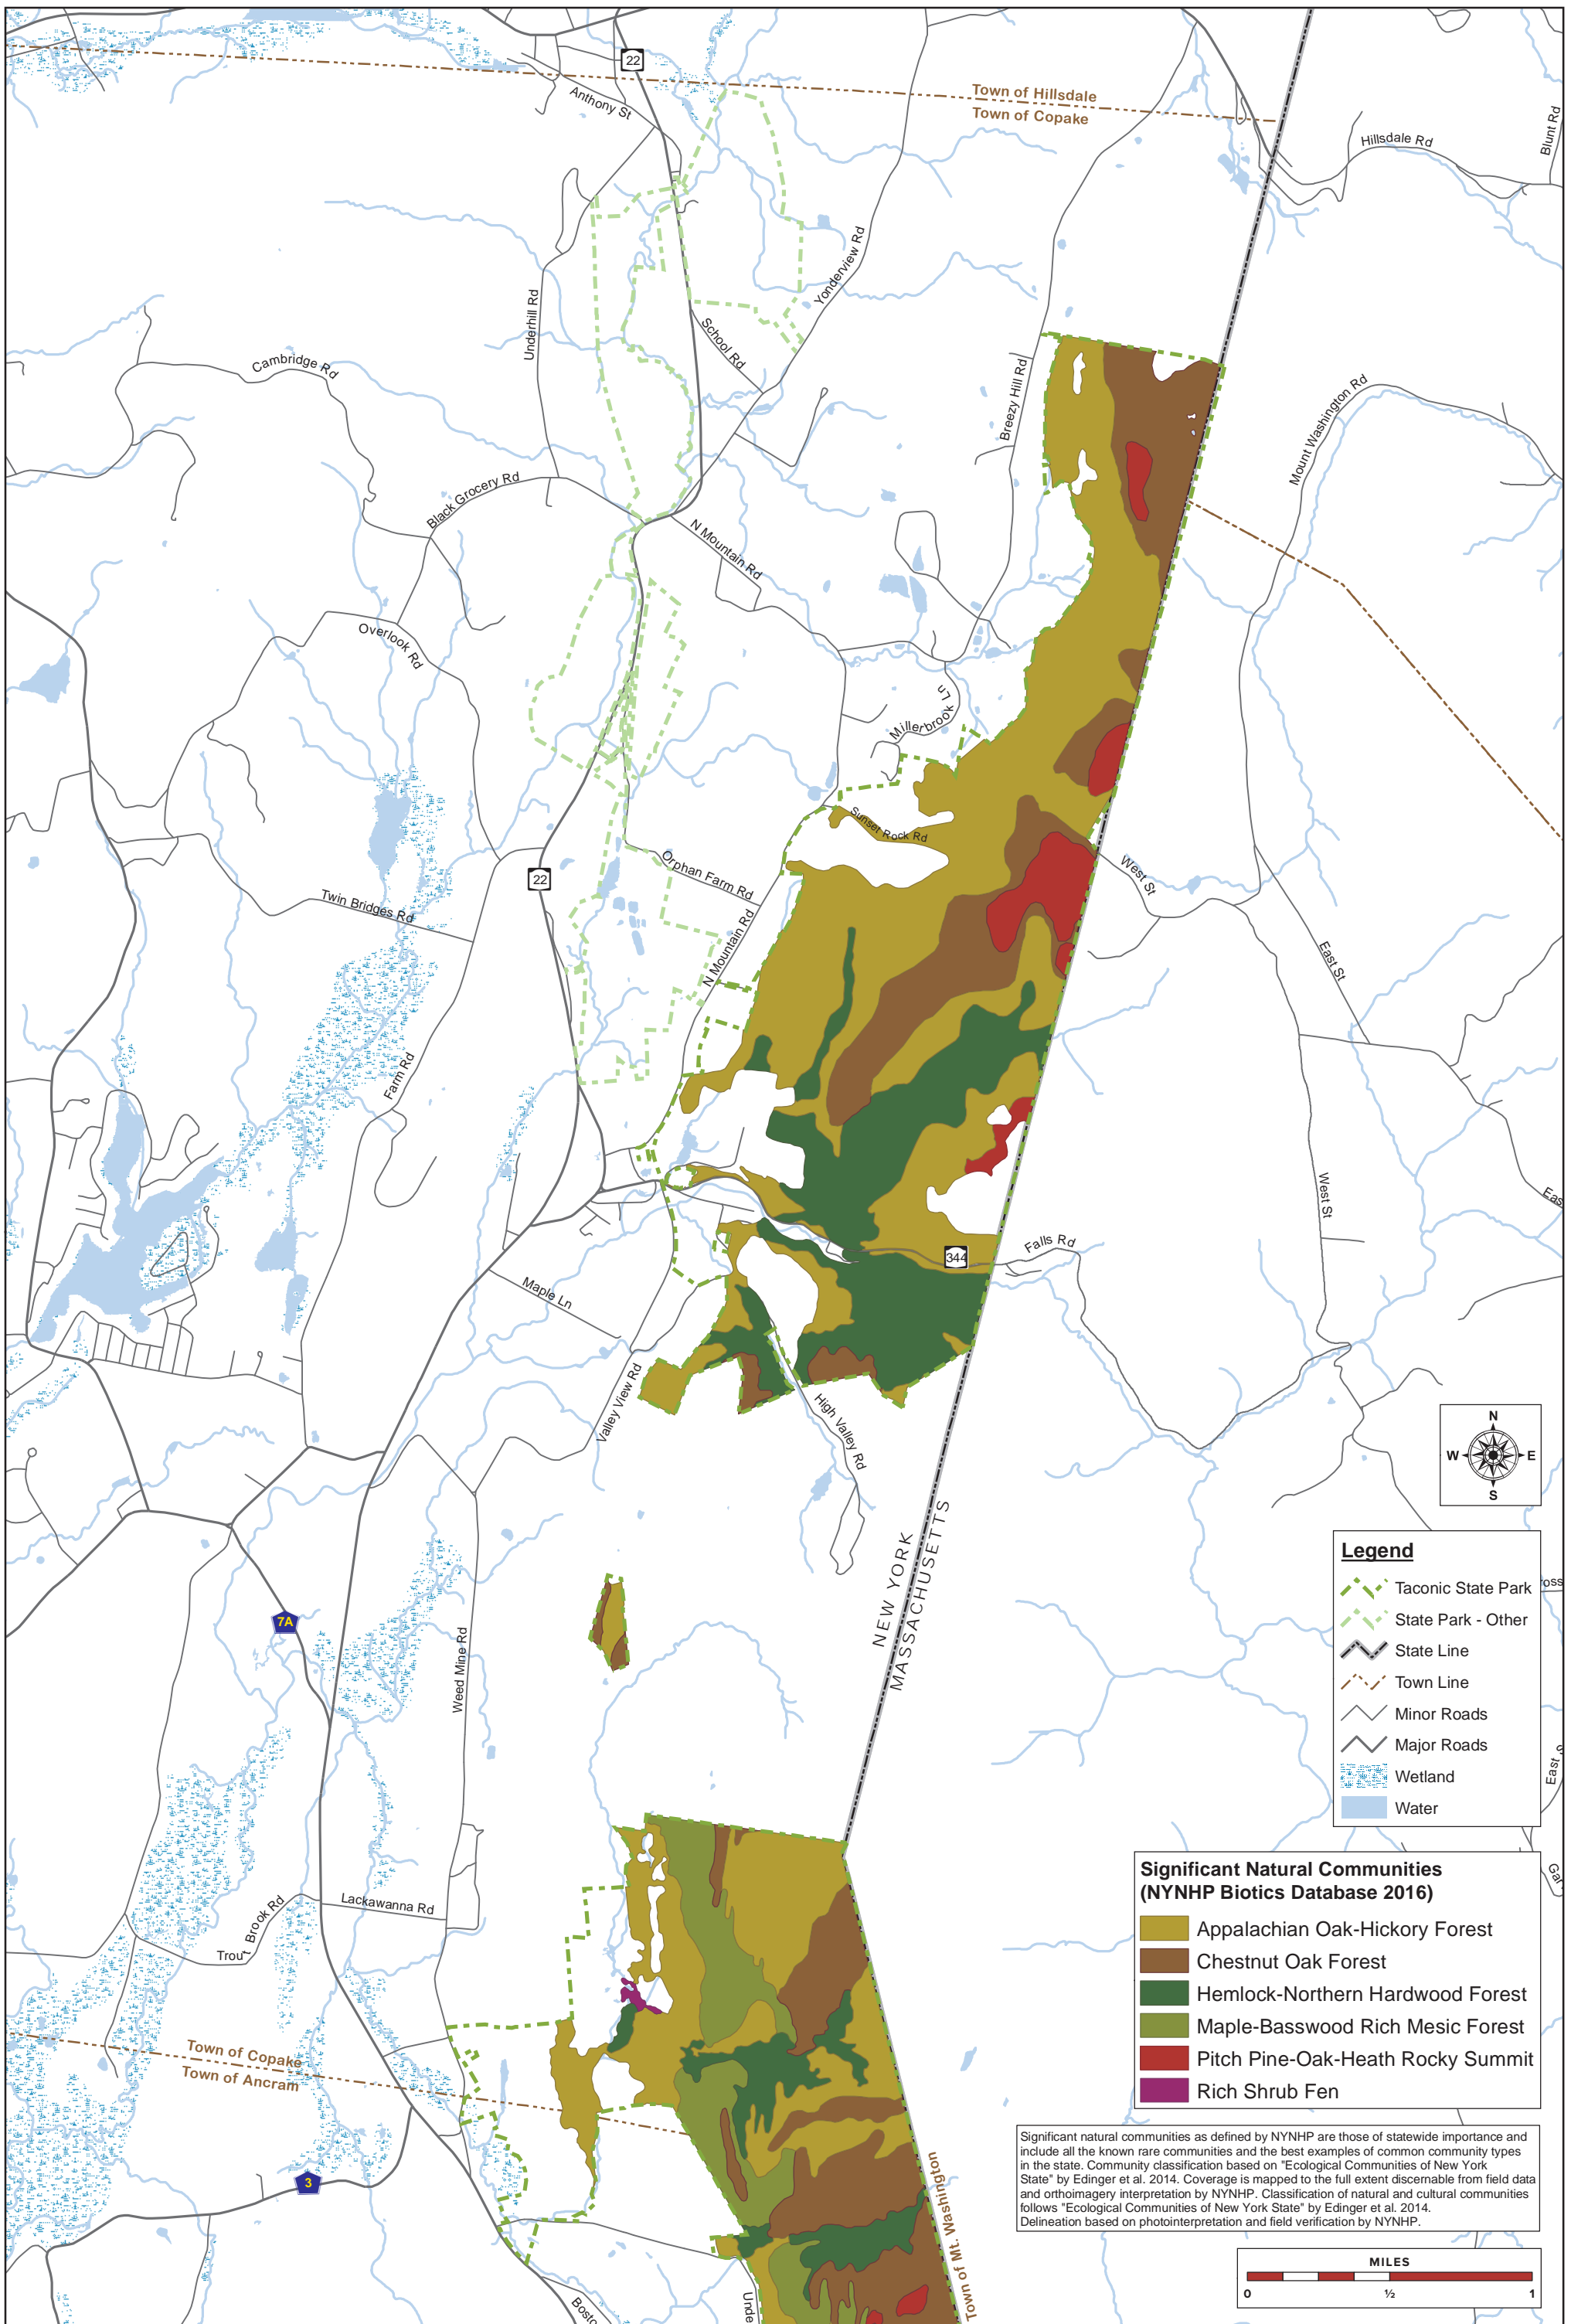 22
Anthony St
Town of Hillsdale
Town of Copake
Hillsdale Rd
Blunt Rd
Yonderview Rd
Underhill Rd
School Rd
Cambridge Rd
Breezy Hill Rd
Mount Washington Rd
Black Grocery Rd
N Mountain Rd
Overlook Rd
Millerbrook Ln
Sunset Rock Rd
22
Orphan Farm Rd
West St
Twin Bridges Rd
N Mountain Rd
East St
Farm Rd
West St
Eas
344
Falls Rd
Maple Ln
Valley View Rd
High Valley Rd
N
W E
S
NEW YORK
MASSACHUSETTS
Legend
Taconic State Park
State Park - Other
State Line
Town Line
Minor Roads
Major Roads
Wetland
Water
oss
East S
Gar
7A
Weed Mine Rd
Significant Natural Communities
(NYNHP Biotics Database 2016)
Appalachian Oak-Hickory Forest
Chestnut Oak Forest
Hemlock-Northern Hardwood Forest
Maple-Basswood Rich Mesic Forest
Pitch Pine-Oak-Heath Rocky Summit
Rich Shrub Fen
Lackawanna Rd
Trout Brook Rd
Town of Copake
Town of Ancram
3
Significant natural communities as defined by NYNHP are those of statewide importance and
include all the known rare communities and the best examples of common community types
in the state. Community classification based on "Ecological Communities of New York
State" by Edinger et al. 2014. Coverage is mapped to the full extent discernable from field data
and orthoimagery interpretation by NYNHP. Classification of natural and cultural communities
follows "Ecological Communities of New York State" by Edinger et al. 2014.
Delineation based on photointerpretation and field verification by NYNHP.
Town of Mt. Washington
MILES
0 ½ 1
Bosto
Unde